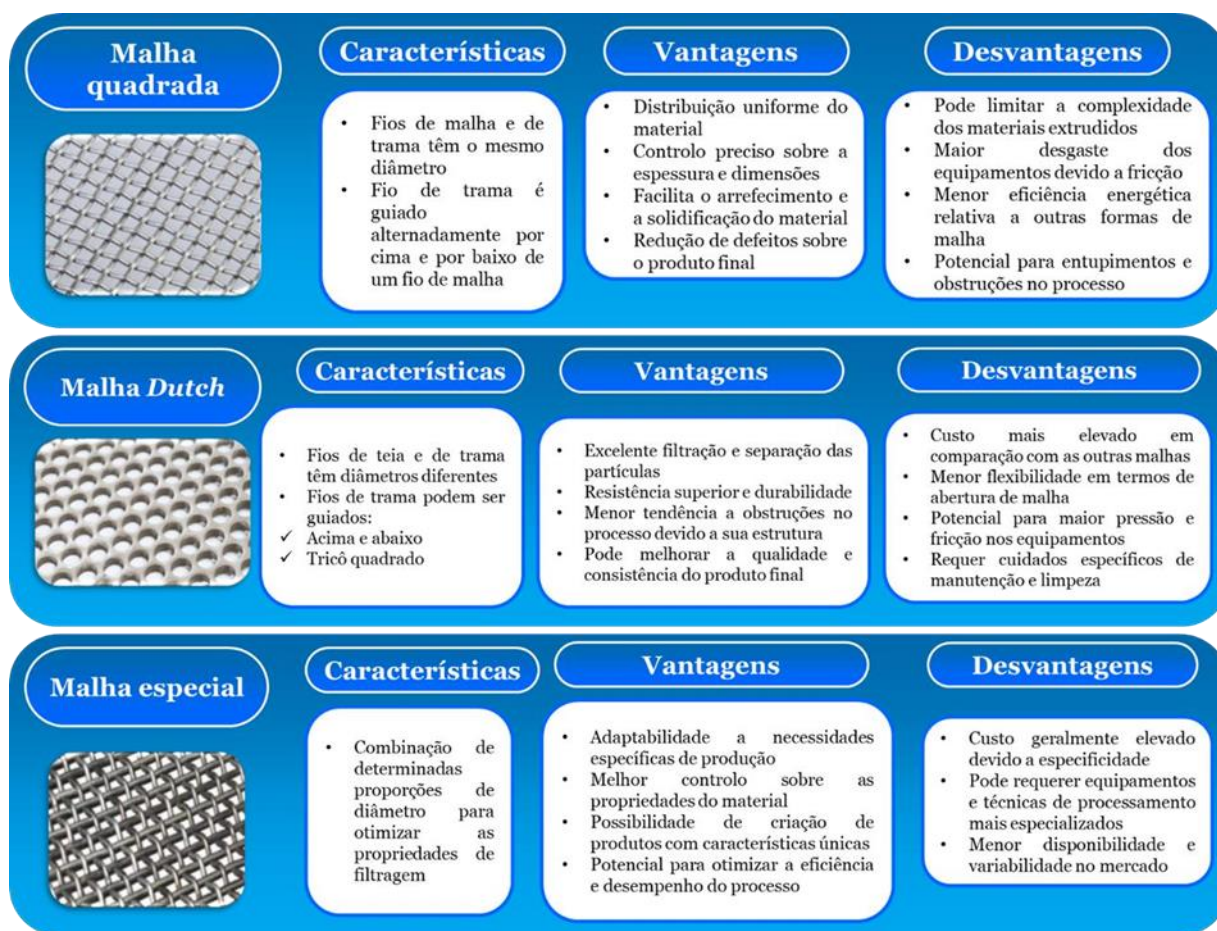 Malha
quadrada
Características
• Fios de malha e de
trama têm o mesmo
diâmetro
• Fio de trama é
guiado
alternadamente por
cima e por baixo de
um fio de malha
Vantagens
• Distribuição uniforme do
material
• Controlo preciso sobre a
espessura e dimensões
• Facilita o arrefecimento e
a solidificação do material
• Redução de defeitos sobre
o produto final
Desvantagens
• Pode limitar a complexidade
dos materiais extrudidos
• Maior desgaste dos
equipamentos devido a fricção
• Menor eficiência energética
relativa a outras formas de
malha
• Potencial para entupimentos e
obstruções no processo
Malha Dutch
Características
• Fios de teia e de trama
têm diâmetros diferentes
• Fios de trama podem ser
guiados:
✓ Acima e abaixo
✓ Tricô quadrado
Vantagens
• Excelente filtração e separação das
partículas
• Resistência superior e durabilidade
• Menor tendência a obstruções no
processo devido a sua estrutura
• Pode melhorar a qualidade e
consistência do produto final
Desvantagens
• Custo mais elevado em
comparação com as outras malhas
• Menor flexibilidade em termos de
abertura de malha
• Potencial para maior pressão e
fricção nos equipamentos
• Requer cuidados específicos de
manutenção e limpeza
Malha especial
Características
• Combinação de
determinadas
proporções de
diâmetro para
otimizar as
propriedades de
filtragem
Vantagens
• Adaptabilidade a necessidades
específicas de produção
• Melhor controlo sobre as
propriedades do material
• Possibilidade de criação de
produtos com características únicas
• Potencial para otimizar a eficiência
e desempenho do processo
Desvantagens
• Custo geralmente elevado
devido a especificidade
• Pode requerer equipamentos
e técnicas de processamento
mais especializados
• Menor disponibilidade e
variabilidade no mercado